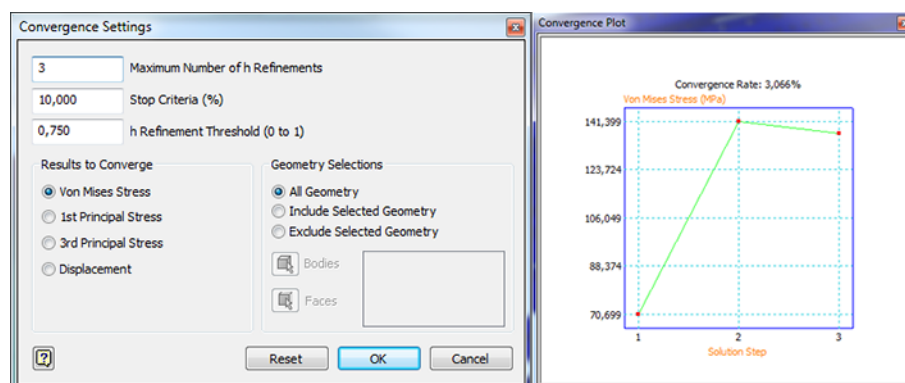 Convergence Settings
3 Maximum Number of h Refinements
10,000 Stop Criteria (%)
0,750 h Refinement Threshold (0 to 1)
Results to Converge
Von Mises Stress
1st Principal Stress
3rd Principal Stress
Displacement
Geometry Selections
All Geometry
Include Selected Geometry
Exclude Selected Geometry
Bodies
Faces
?
Reset OK Cancel
Convergence Plot
Convergence Rate: 3,066%
Von Mises Stress (MPa)
141,399
123,724
106,049
88,374
70,699
1 2 3
Solution Step